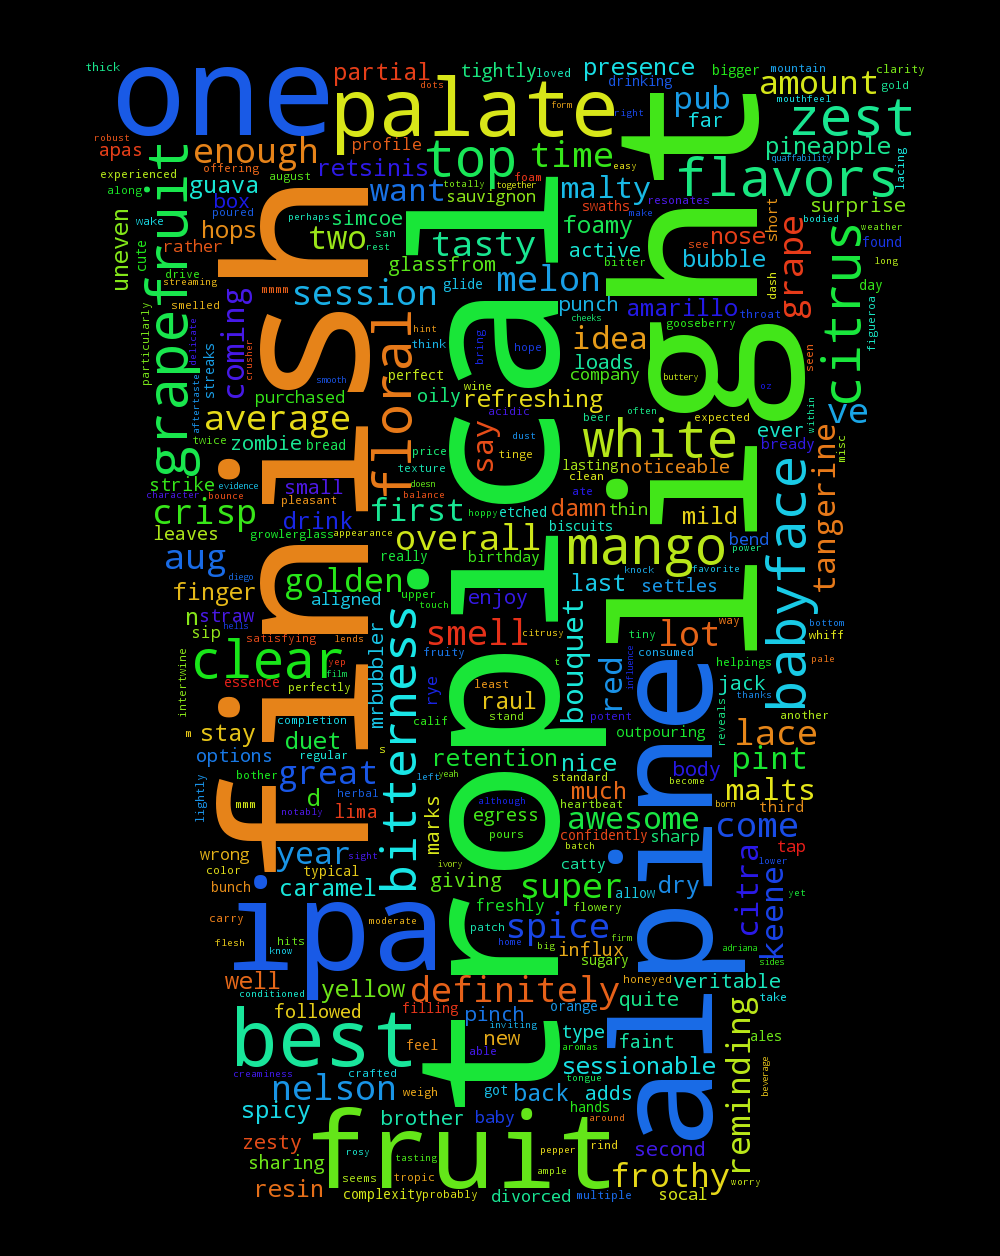 thick
one
partial
tightly
loved
presence
drinking
bigger
mountain
clarity
amount
gold
palate
dots
form
right
pub
far
mouthfeel
zest
robust
apas
enough
profile
top
time
easy
pineapple
quaffability
lacing
experienced
offering
retsinis
foam
malty
flavors
along
guava
august
want
totally
together
sauvignon
resonates
surprise
box
poured
perhaps
simcoe
swaths
make
short
bodied
weather
wake
hops
two
san
foamy
see
nose
found
uneven
cute
rather
rest
tasty
active
bubble
grape
citrus
long
grapefruit
drive
streaming
mmmm
glassfrom
bitter
light
finish
tropical
session
glide
melon
dash
day
particularly
smelled
coming
punch
amarillo
throat
figueroa
delicate
aftertaste
streaks
crusher
hint
think
floral
bring
cheeks
hope
idea
gooseberry
seen
smooth
perfect
loads
company
buttery
oz
purchased
oily
wine
refreshing
often
expected
within
ve
average
acidic
beer
white
ever
twice
zombie
bread
price
say
dust
tinge
bready
misc
strike
evidence
texture
lasting
noticeable
clean
character
bounce
small
pleasant
doesn
balance
ate
babyface
tangerine
crisp
drink
first
hoppy
etched
damn
thin
mild
leaves
growlerglass
appearance
overall
biscuits
mango
bend
power
aug
diego
really
birthday
golden
last
knock
settles
favorite
finger
aligned
upper
touch
enjoy
n
straw
hells
sip
satisfying
lends
smell
citrusy
bouquet
tiny
lot
way
bottom
whiff
clear
yep
film
mrbubbler
bitterness
fruity
t
red
influence
consumed
helpings
pale
intertwine
essence
perfectly
rye
least
raul
jack
thanks
completion
calif
stand
potent
reveals
another
m
stay
duet
s
outpouring
lace
options
regular
retention
nice
alpine
pint
bother
great
left
yeah
standard
body
become
lightly
mmm
herbal
d
notably
lima
marks
although
egress
heartbeat
much
malts
born
third
pours
awesome
confidently
sharp
come
wrong
year
sight
ivory
batch
tap
color
typical
catty
citra
lower
bunch
caramel
giving
super
allow
dry
keene
yet
ipa
freshly
flowery
carry
moderate
patch
spice
firm
flesh
hits
know
home
big
influx
adriana
sides
sugary
well
conditioned
yellow
definitely
honeyed
veritable
followed
filling
pinch
orange
quite
take
best
inviting
new
type
faint
reminding
ales
feel
able
aromas
creaminess
crafted
sessionable
tongue
beverage
nelson
weigh
got
back
adds
spicy
brother
baby
hands
around
zesty
fruit
rosy
pepper
rind
second
sharing
tasting
seems
tropic
ample
frothy
worry
resin
complexity
probably
divorced
multiple
socal